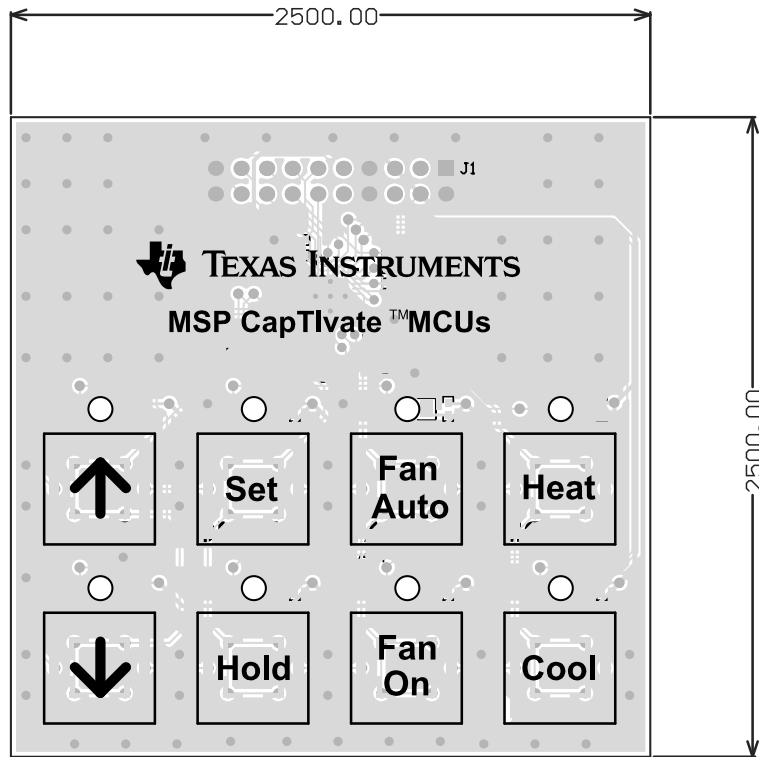 2500.00
J1
TEXAS INSTRUMENTS
MSP CapTIvate ™MCUs
2500.00
Set
Fan
Auto
Heat
Hold
Fan
On
Cool